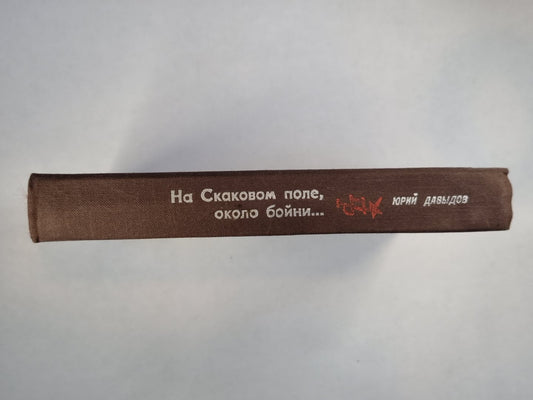 На Скаковом поле,
около бойни...
ЮРИЙ ДАВЫДОВ